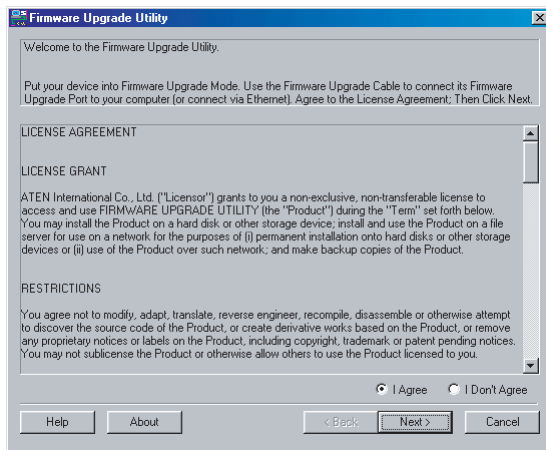 Firmware Upgrade Utility
Welcome to the Firmware Upgrade Utility.
Put your device into Firmware Upgrade Mode. Use the Firmware Upgrade Cable to connect its Firmware
Upgrade Port to your computer (or connect via Ethernet). Agree to the License Agreement; Then Click Next.
LICENSE AGREEMENT
LICENSE GRANT
ATEN International Co., Ltd. ("Licensor") grants to you a non-exclusive, non-transferable license to
access and use FIRMWARE UPGRADE UTILITY (the "Product") during the "Term" set forth below.
You may install the Product on a hard disk or other storage device; install and use the Product on a file
server for use on a network for the purposes of (i) permanent installation onto hard disks or other storage
devices or (ii) use of the Product over such network; and make backup copies of the Product.
RESTRICTIONS
You agree not to modify, adapt, translate, reverse engineer, recompile, disassemble or otherwise attempt
to discover the source code of the Product, or create derivative works based on the Product, or remove
any proprietary notices or labels on the Product, including copyright, trademark or patent pending notices.
You may not sublicense the Product or otherwise allow others to use the Product licensed to you.
I Agree I Don't Agree
Help About < Back Next > Cancel